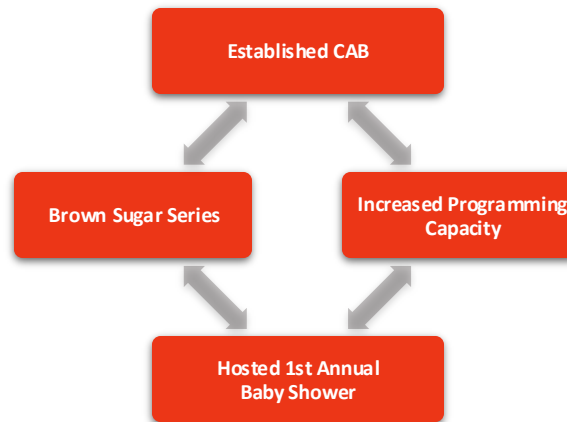 Established CAB
Brown Sugar Series
Increased Programming
Capacity
Hosted 1st Annual
Baby Shower